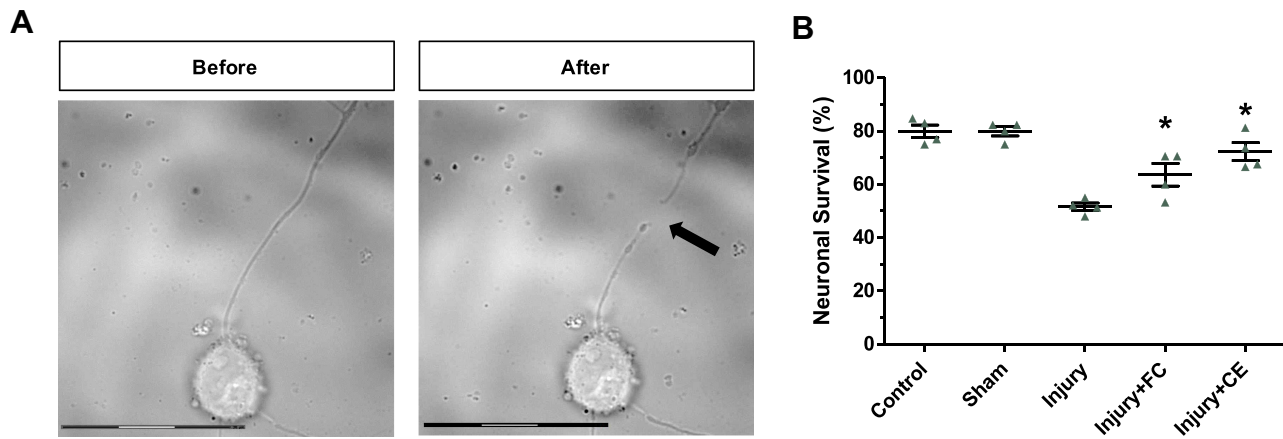 A
Before
After
B
Neuronal Survival (%)
100
80
60
40
20
0
*
*
Control
Sham
Injury
Injury+FC
Injury+CE